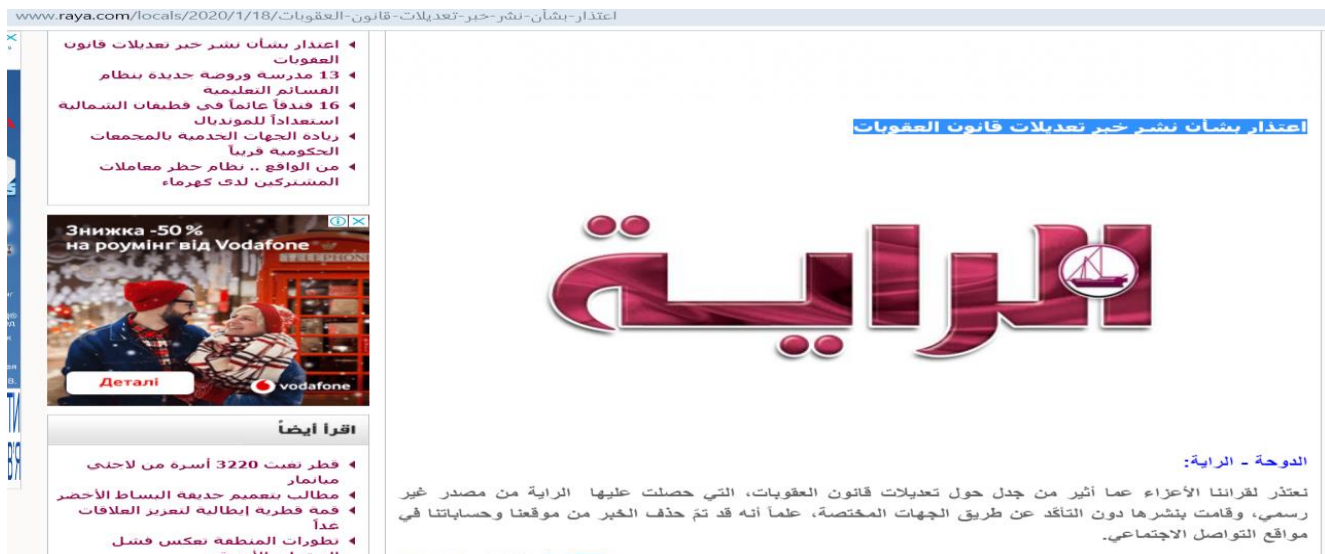 www.raya.com/locals/2020/1/18/اعتذار-بشأن-نشر-خبر-تعديلات-قانون-العقوبات
اعتذار بشأن نشر خبر تعديلات قانون
العقوبات
13 مدرسة وروضة جديدة بنظام
القسائم التعليمية
16 فندقاً عائماً في قطيفان الشمالية
استعداداً للمونديال
زيادة الجهات الخدمية بالمجمعات
الحكومية قريباً
من الواقع .. نظام حظر معاملات
المشتركين لدى كهرماء
Знижка -50 %
на роумінг від Vodafone
TELEPHONE
Деталі
vodafone
اقرأ أيضاً
قطر تغيث 3220 أسرة من لاجئي
ميانمار
مطالب بتعميم حديقة البساط الأخضر
قمة قطرية إيطالية لتعزيز العلاقات
غداً
تطورات المنطقة تعكس فشل
اعتذار بشأن نشر خبر تعديلات قانون العقوبات
الراية
الدوحة - الراية:
نعتذر لقرائنا الأعزاء عما أثير من جدل حول تعديلات قانون العقوبات، التي حصلت عليها الراية من مصدر غير
رسمي، وقامت بنشرها دون التأكد عن طريق الجهات المختصة، علماً أنه قد تمّ حذف الخبر من موقعنا وحساباتنا في
مواقع التواصل الاجتماعي.